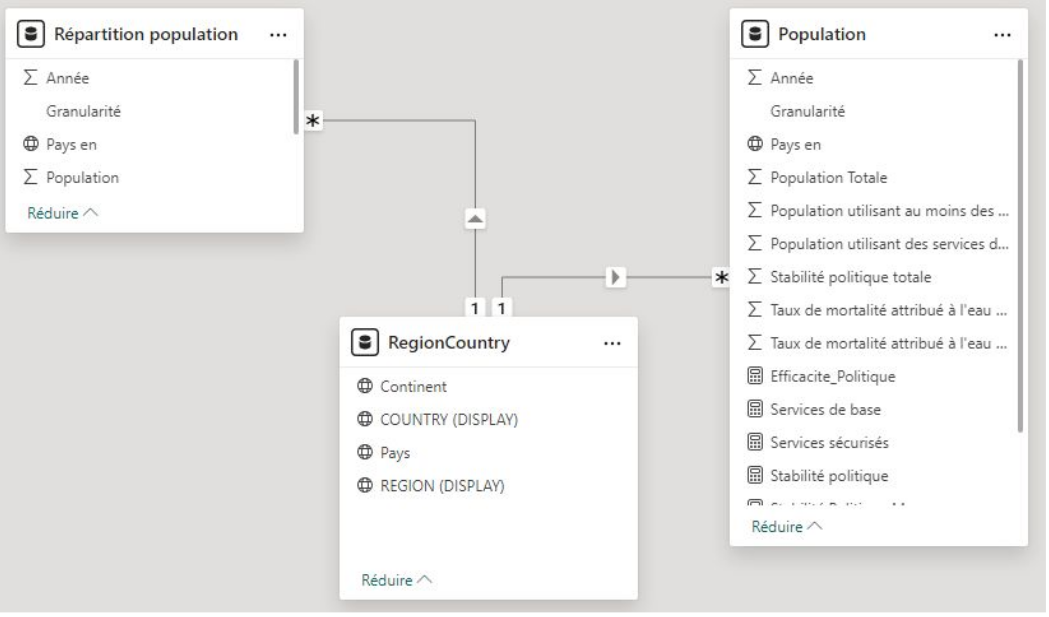 Répartition population
Année
Granularité
Pays en
Population
Réduire
*
1 1
*
RegionCountry
Continent
COUNTRY (DISPLAY)
Pays
REGION (DISPLAY)
Réduire
Population
Année
Granularité
Pays en
Population Totale
Population utilisant au moins des ...
Population utilisant des services d...
Stabilité politique totale
Taux de mortalité attribué à l'eau ...
Taux de mortalité attribué à l'eau ...
Efficacite_Politique
Services de base
Services sécurisés
Stabilité politique
Réduire